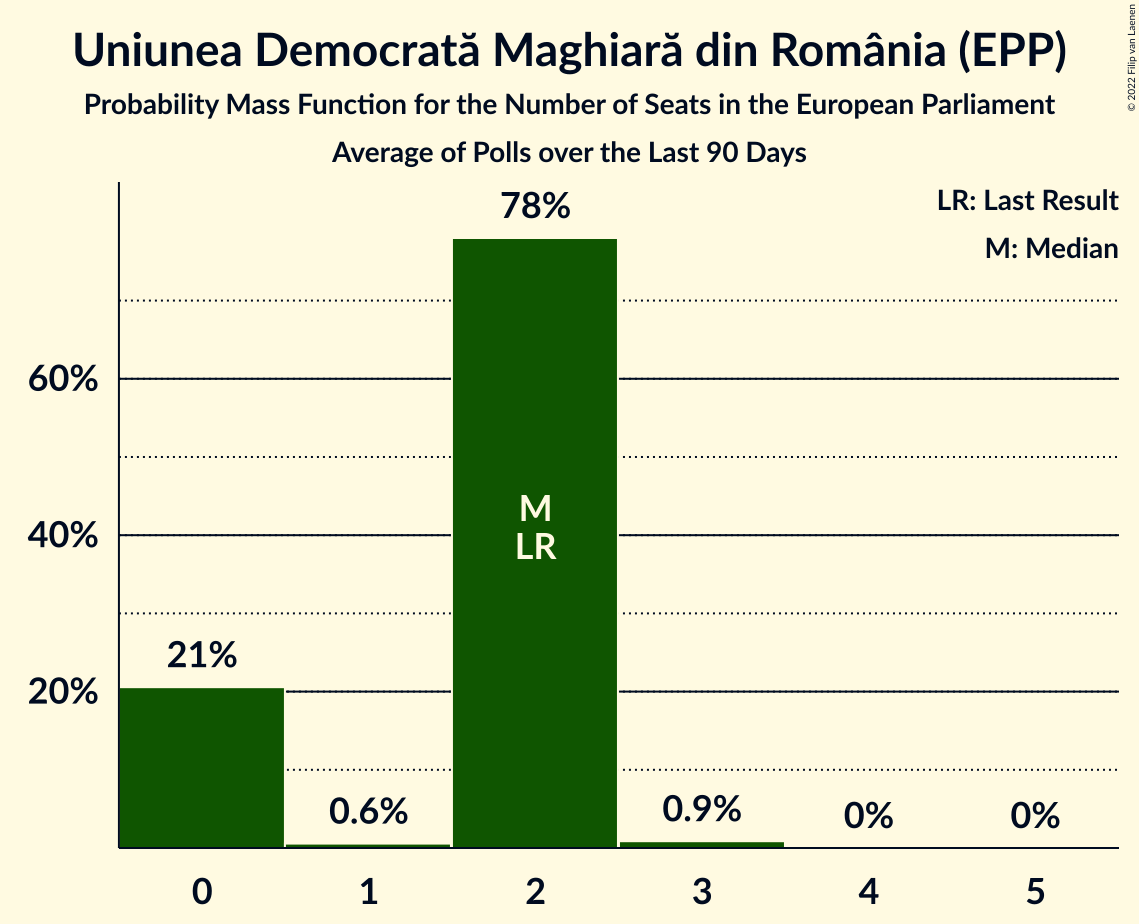 Uniunea Democrată Maghiară din România (EPP)
Probability Mass Function for the Number of Seats in the European Parliament
Average of Polls over the Last 90 Days
© 2022 Filip van Laenen
LR: Last Result
M: Median
78%
60%
40%
20%
M
LR
21%
0.6%
0.9%
0%
0%
0 1 2 3 4 5